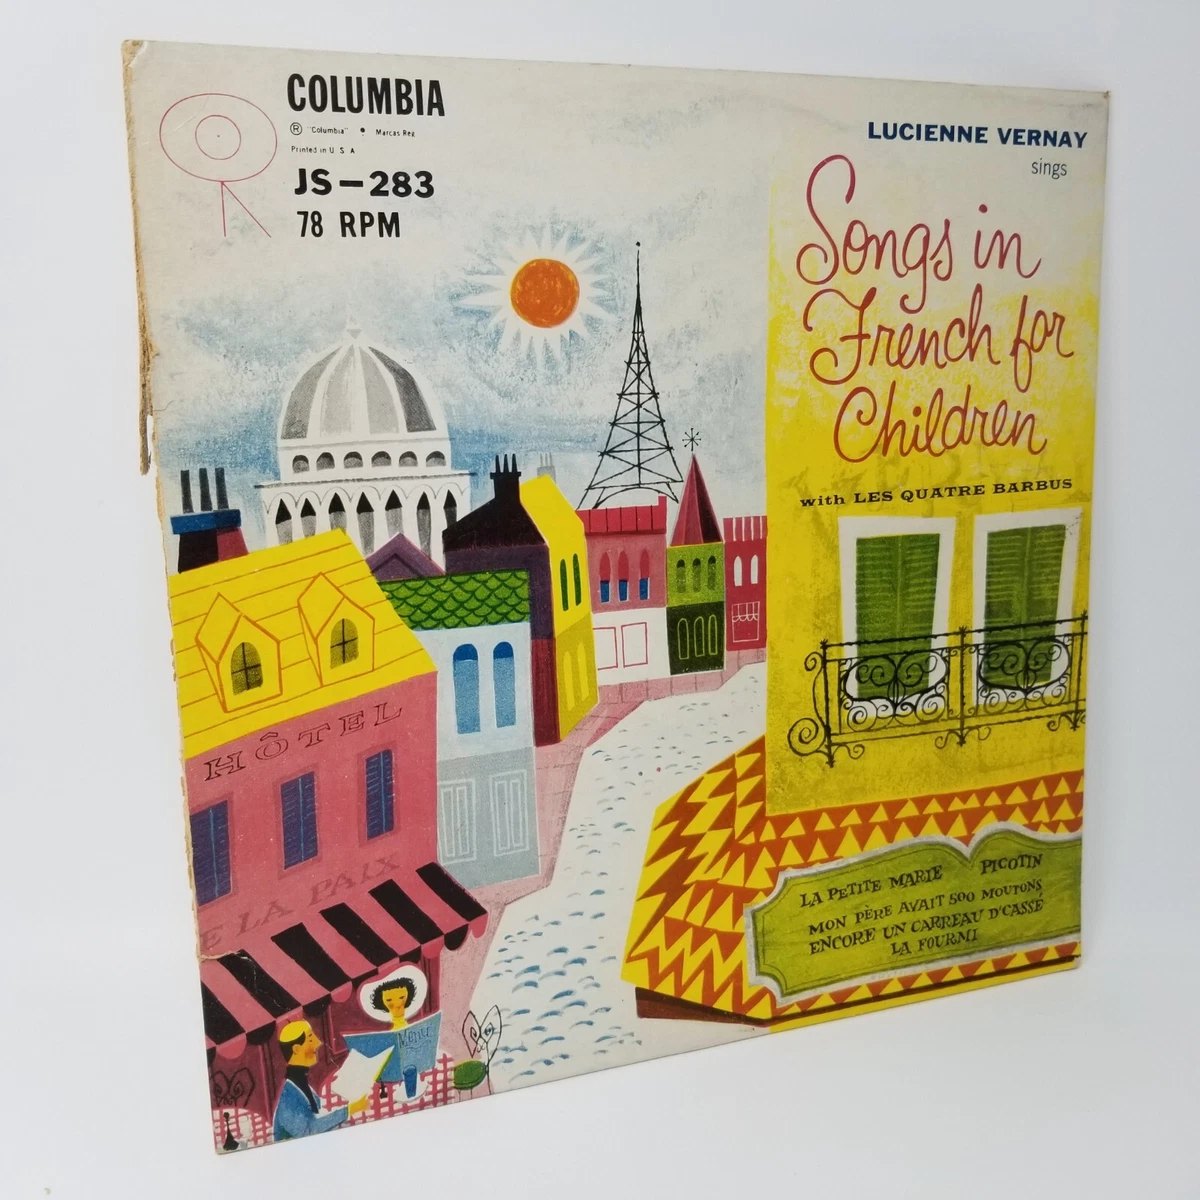 COLUMBIA
® "Columbia" • Marcas Reg
Printed in U. S. A
JS-283
78 RPM
LUCIENNE VERNAY
sings
Songs in
French for
Children
with LES QUATRE BARBUS
HÔTEL
E LA PAIX
MENU
LA PETITE MARIE PICOTIN
MON PÈRE AVAIT 500 MOUTONS
ENCORE UN CARREAU D'CASSÉ
LA FOURMI